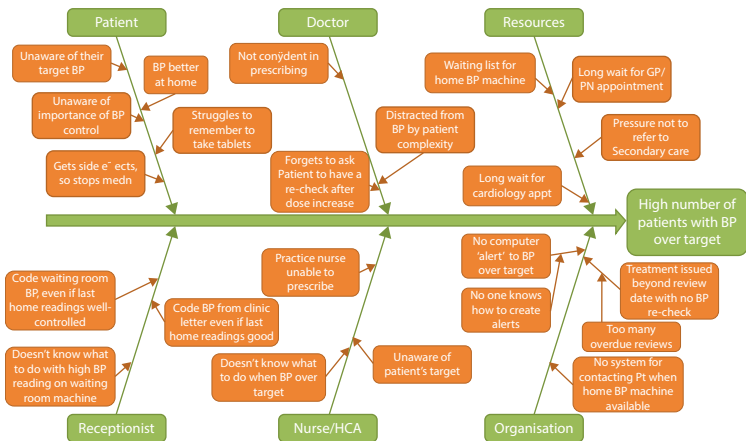 Patient
Doctor
Resources
Unaware of their
target BP
BP better
at home
Unaware of
importance of BP
control
Struggles to
remember to
take tablets
Gets side e˜ ects,
so stops medn
Not conÿdent in
prescribing
Distracted from
BP by patient
complexity
Forgets to ask
Patient to have a
re-check after
dose increase
Waiting list for
home BP machine
Long wait for GP/
PN appointment
Pressure not to
refer to
Secondary care
Long wait for
cardiology appt
High number of
patients with BP
over target
Code waiting room
BP, even if last
home readings well-
controlled
Code BP from clinic
letter even if last
home readings good
Doesn't know what
to do with high BP
reading on waiting
room machine
Practice nurse
unable to
prescribe
Doesn't know what
to do when BP over
target
Unaware of
patient's target
No computer
'alert' to BP
over target
No one knows
how to create
alerts
Treatment issued
beyond review
date with no BP
re-check
Too many
overdue reviews
No system for
contacting Pt when
home BP machine
available
Receptionist
Nurse/HCA
Organisation